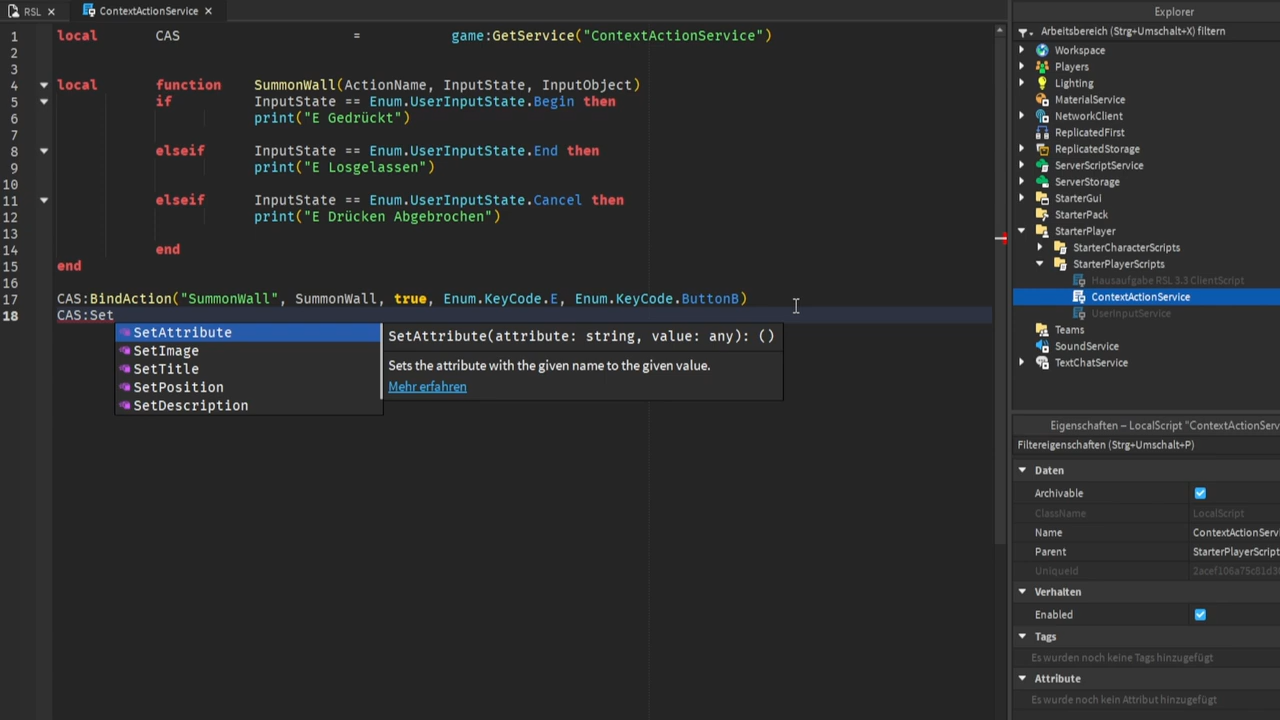 RSL ×
ContextActionService ×
1 local CAS = game:GetService("ContextActionService")
2
3
4 local function SummonWall(ActionName, InputState, InputObject)
5 if InputState == Enum.UserInputState.Begin then
6 print("E Gedrückt")
7
8 elseif InputState == Enum.UserInputState.End then
9 print("E Losgelassen")
10
11 elseif InputState == Enum.UserInputState.Cancel then
12 print("E Drücken Abgebrochen")
13
14 end
15 end
16
17 CAS:BindAction("SummonWall", SummonWall, true, Enum.KeyCode.E, Enum.KeyCode.ButtonB)
18 CAS:Set
SetAttribute
SetImage
SetTitle
SetPosition
SetDescription
SetAttribute(attribute: string, value: any): ()
Sets the attribute with the given name to the given value.
Mehr erfahren
Explorer
Arbeitsbereich (Strg+Umschalt+X) filtern
Workspace
Players
Lighting
MaterialService
NetworkClient
ReplicatedFirst
ReplicatedStorage
ServerScriptService
ServerStorage
StarterGui
StarterPack
StarterPlayer
StarterCharacterScripts
StarterPlayerScripts
Hausaufgabe RSL 3.3 ClientScript
ContextActionService
UserInputService
Teams
SoundService
TextChatService
Eigenschaften – LocalScript "ContextActionServ
Filtereigenschaften (Strg+Umschalt+P)
Daten
Archivable
ClassName LocalScript
Name ContextActionServ
Parent StarterPlayerScript
UniqueId
Verhalten
Enabled
Tags
Es wurden noch keine Tags hinzugefügt
Attribute
Es wurde noch kein Attribut hinzugefügt